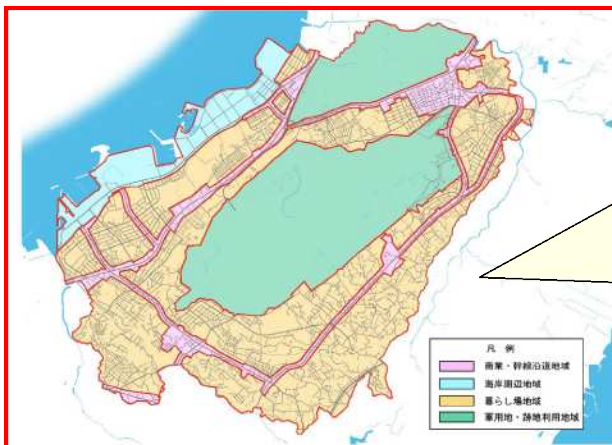 凡例
商業・幹線沿道地域
海岸周辺地域
暮らし場地域
軍用地・跡地利用地域